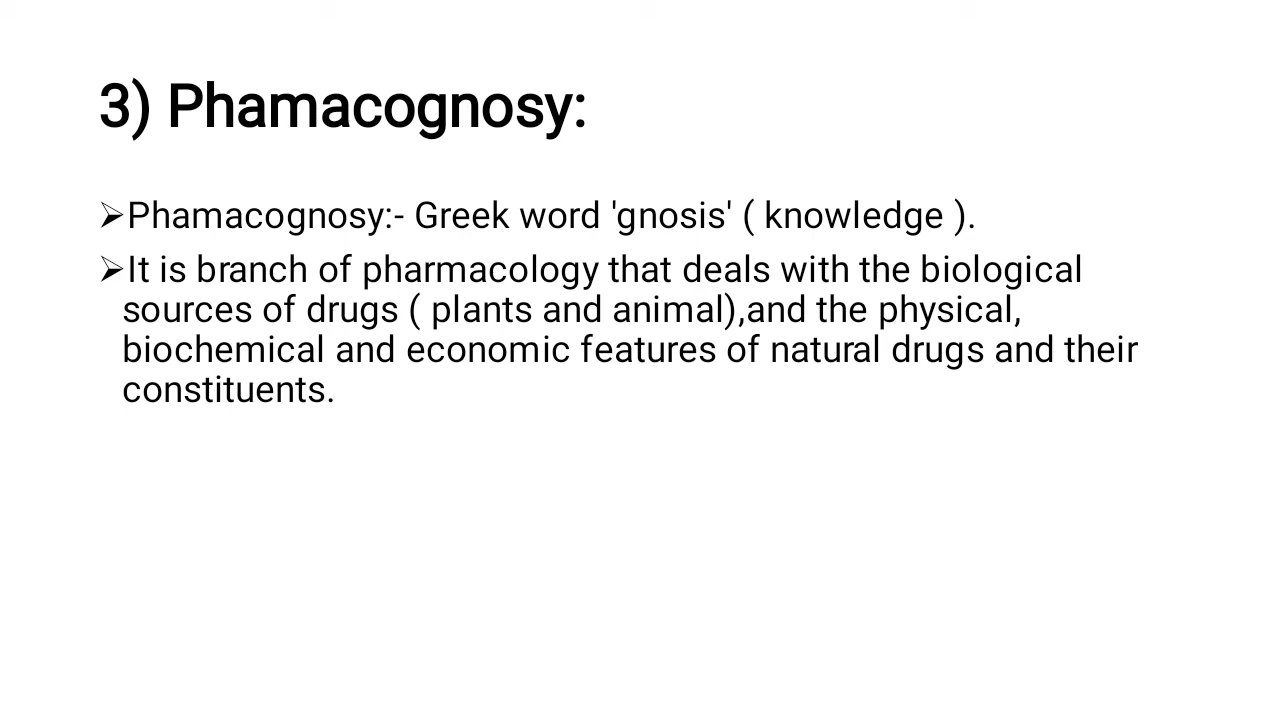 3) Phamacognosy:
➢Phamacognosy:- Greek word 'gnosis' ( knowledge ).
➢It is branch of pharmacology that deals with the biological
sources of drugs ( plants and animal),and the physical,
biochemical and economic features of natural drugs and their
constituents.